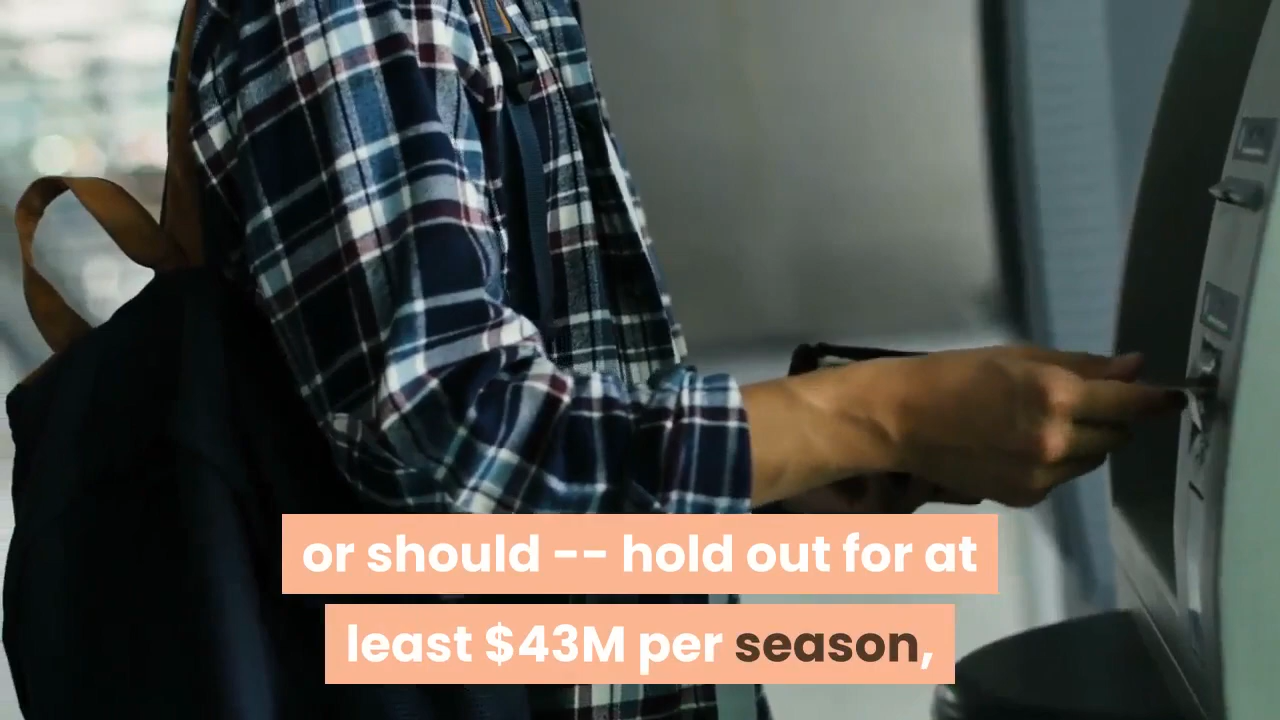 or should -- hold out for at
least $43M per season,